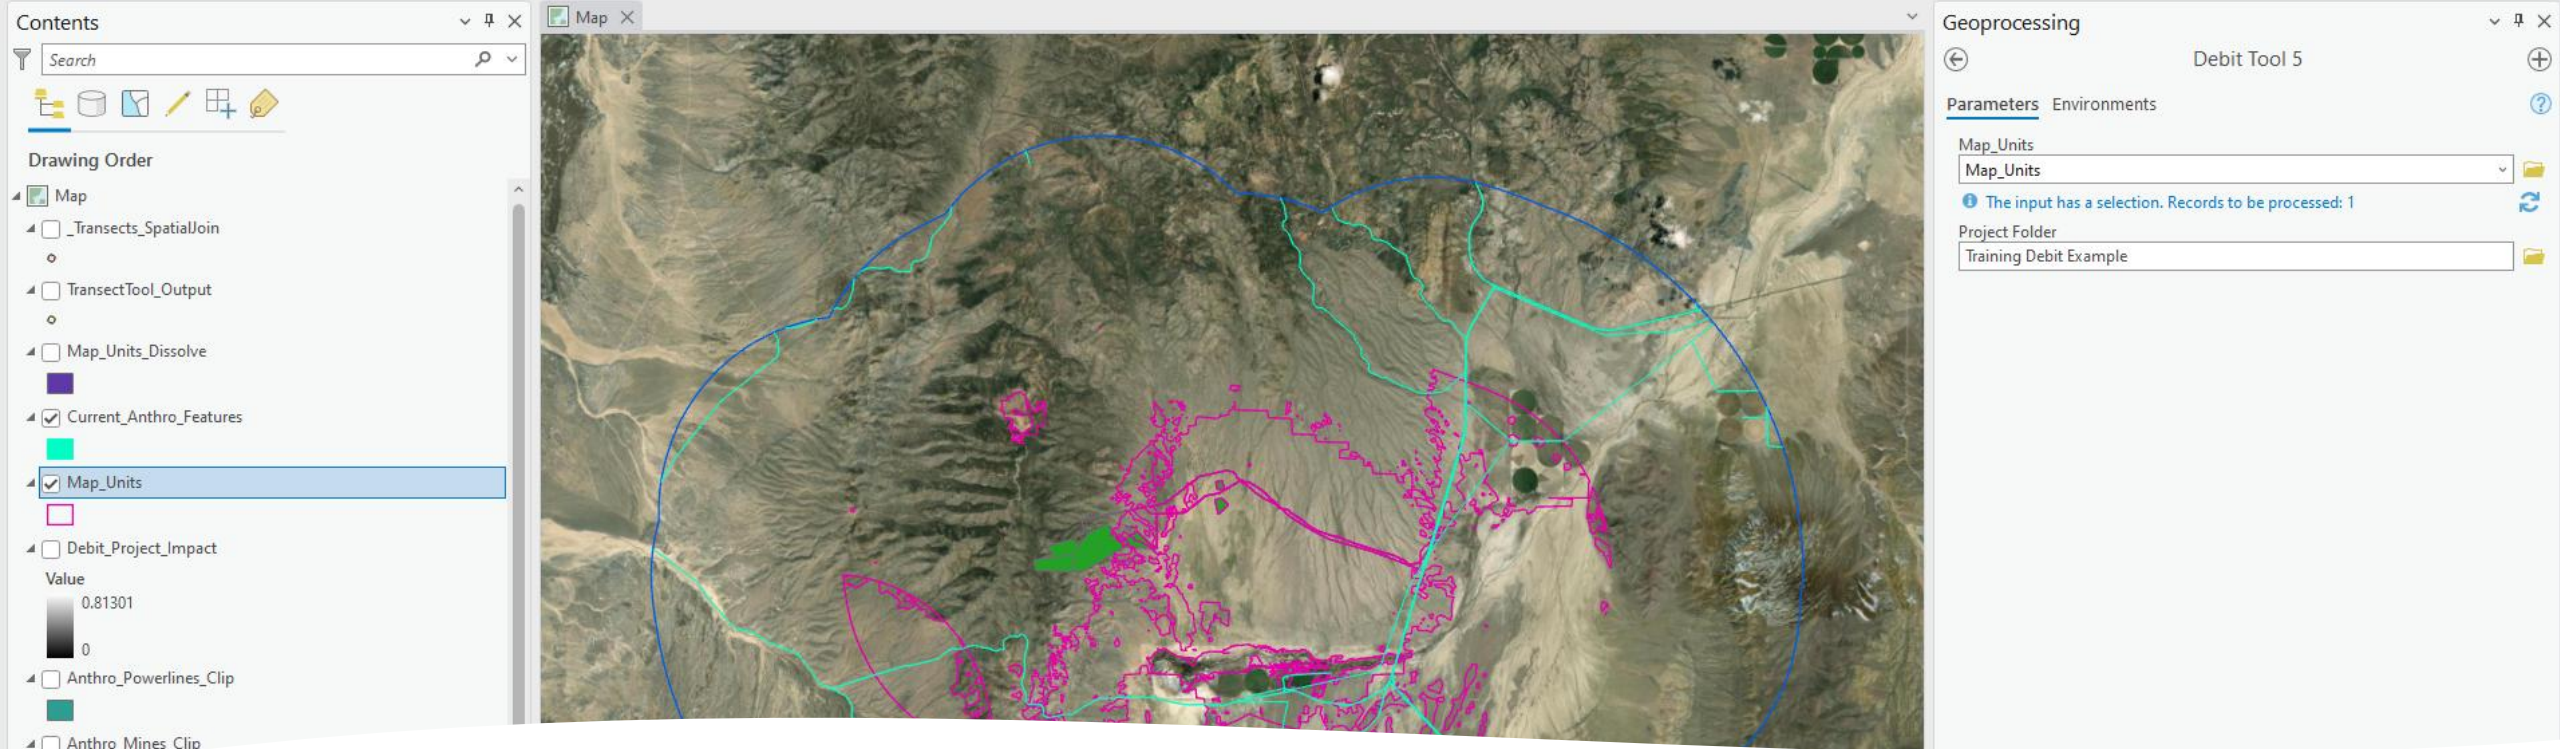 Contents
Search
Drawing Order
Map
_Transects_SpatialJoin
TransectTool_Output
Map_Units_Dissolve
Current_Anthro_Features
Map_Units
Debit_Project_Impact
Value
0.81301
0
Anthro_Powerlines_Clip
Anthro_Mines_Clip
Map
Geoprocessing
Debit Tool 5
Parameters Environments
Map_Units
Map_Units
The input has a selection. Records to be processed: 1
Project Folder
Training Debit Example